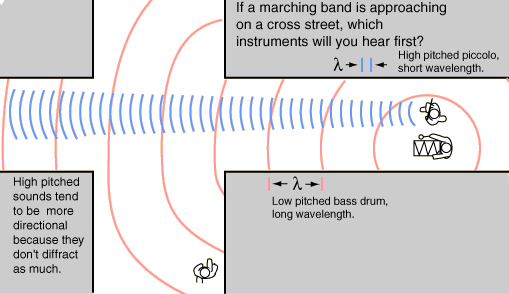 If a marching band is approaching
on a cross street, which
instruments will you hear first?
λ
High pitched piccolo,
short wavelength.
High pitched
sounds tend
to be more
directional
because they
don't diffract
as much.
λ
Low pitched bass drum,
long wavelength.